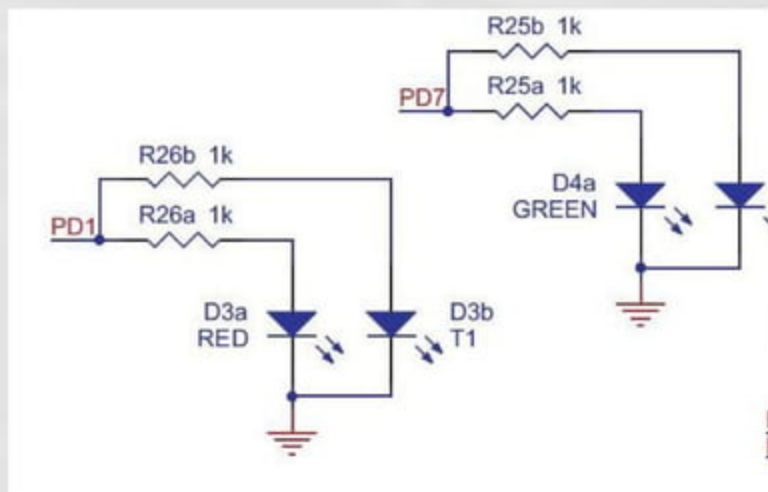 R25b 1k
R25a 1k
PD7
D4a
GREEN
R26b 1k
R26a 1k
PD1
D3a
RED
D3b
T1